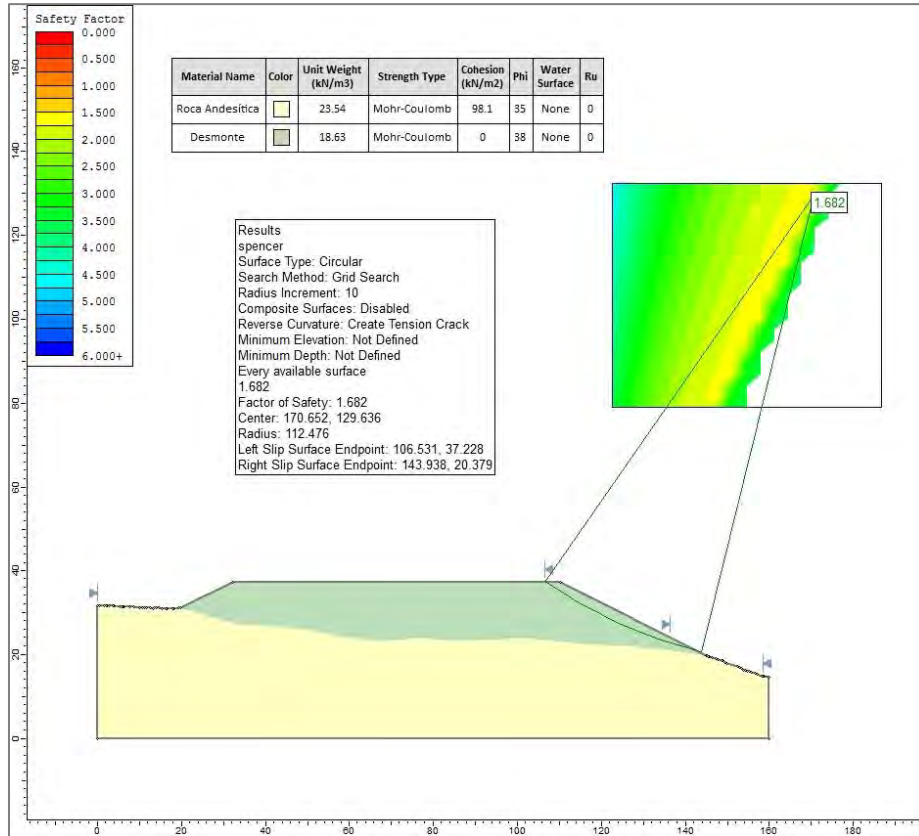 Safety Factor
0.000
0.500
1.000
1.500
2.000
2.500
3.000
3.500
4.000
4.500
5.000
5.500
6.000+
Material Name Color Unit Weight (kN/m3) Strength Type Cohesion (kN/m2) Phi Water Surface Ru
Roca Andesítica 23.54 Mohr-Coulomb 98.1 35 None 0
Desmonte 18.63 Mohr-Coulomb 0 38 None 0
1.682
Results
spencer
Surface Type: Circular
Search Method: Grid Search
Radius Increment: 10
Composite Surfaces: Disabled
Reverse Curvature: Create Tension Crack
Minimum Elevation: Not Defined
Minimum Depth: Not Defined
Every available surface
1.682
Factor of Safety: 1.682
Center: 170.652, 129.636
Radius: 112.476
Left Slip Surface Endpoint: 106.531, 37.228
Right Slip Surface Endpoint: 143.938, 20.379
160
140
120
100
80
60
40
20
0
0 20 40 60 80 100 120 140 160 180